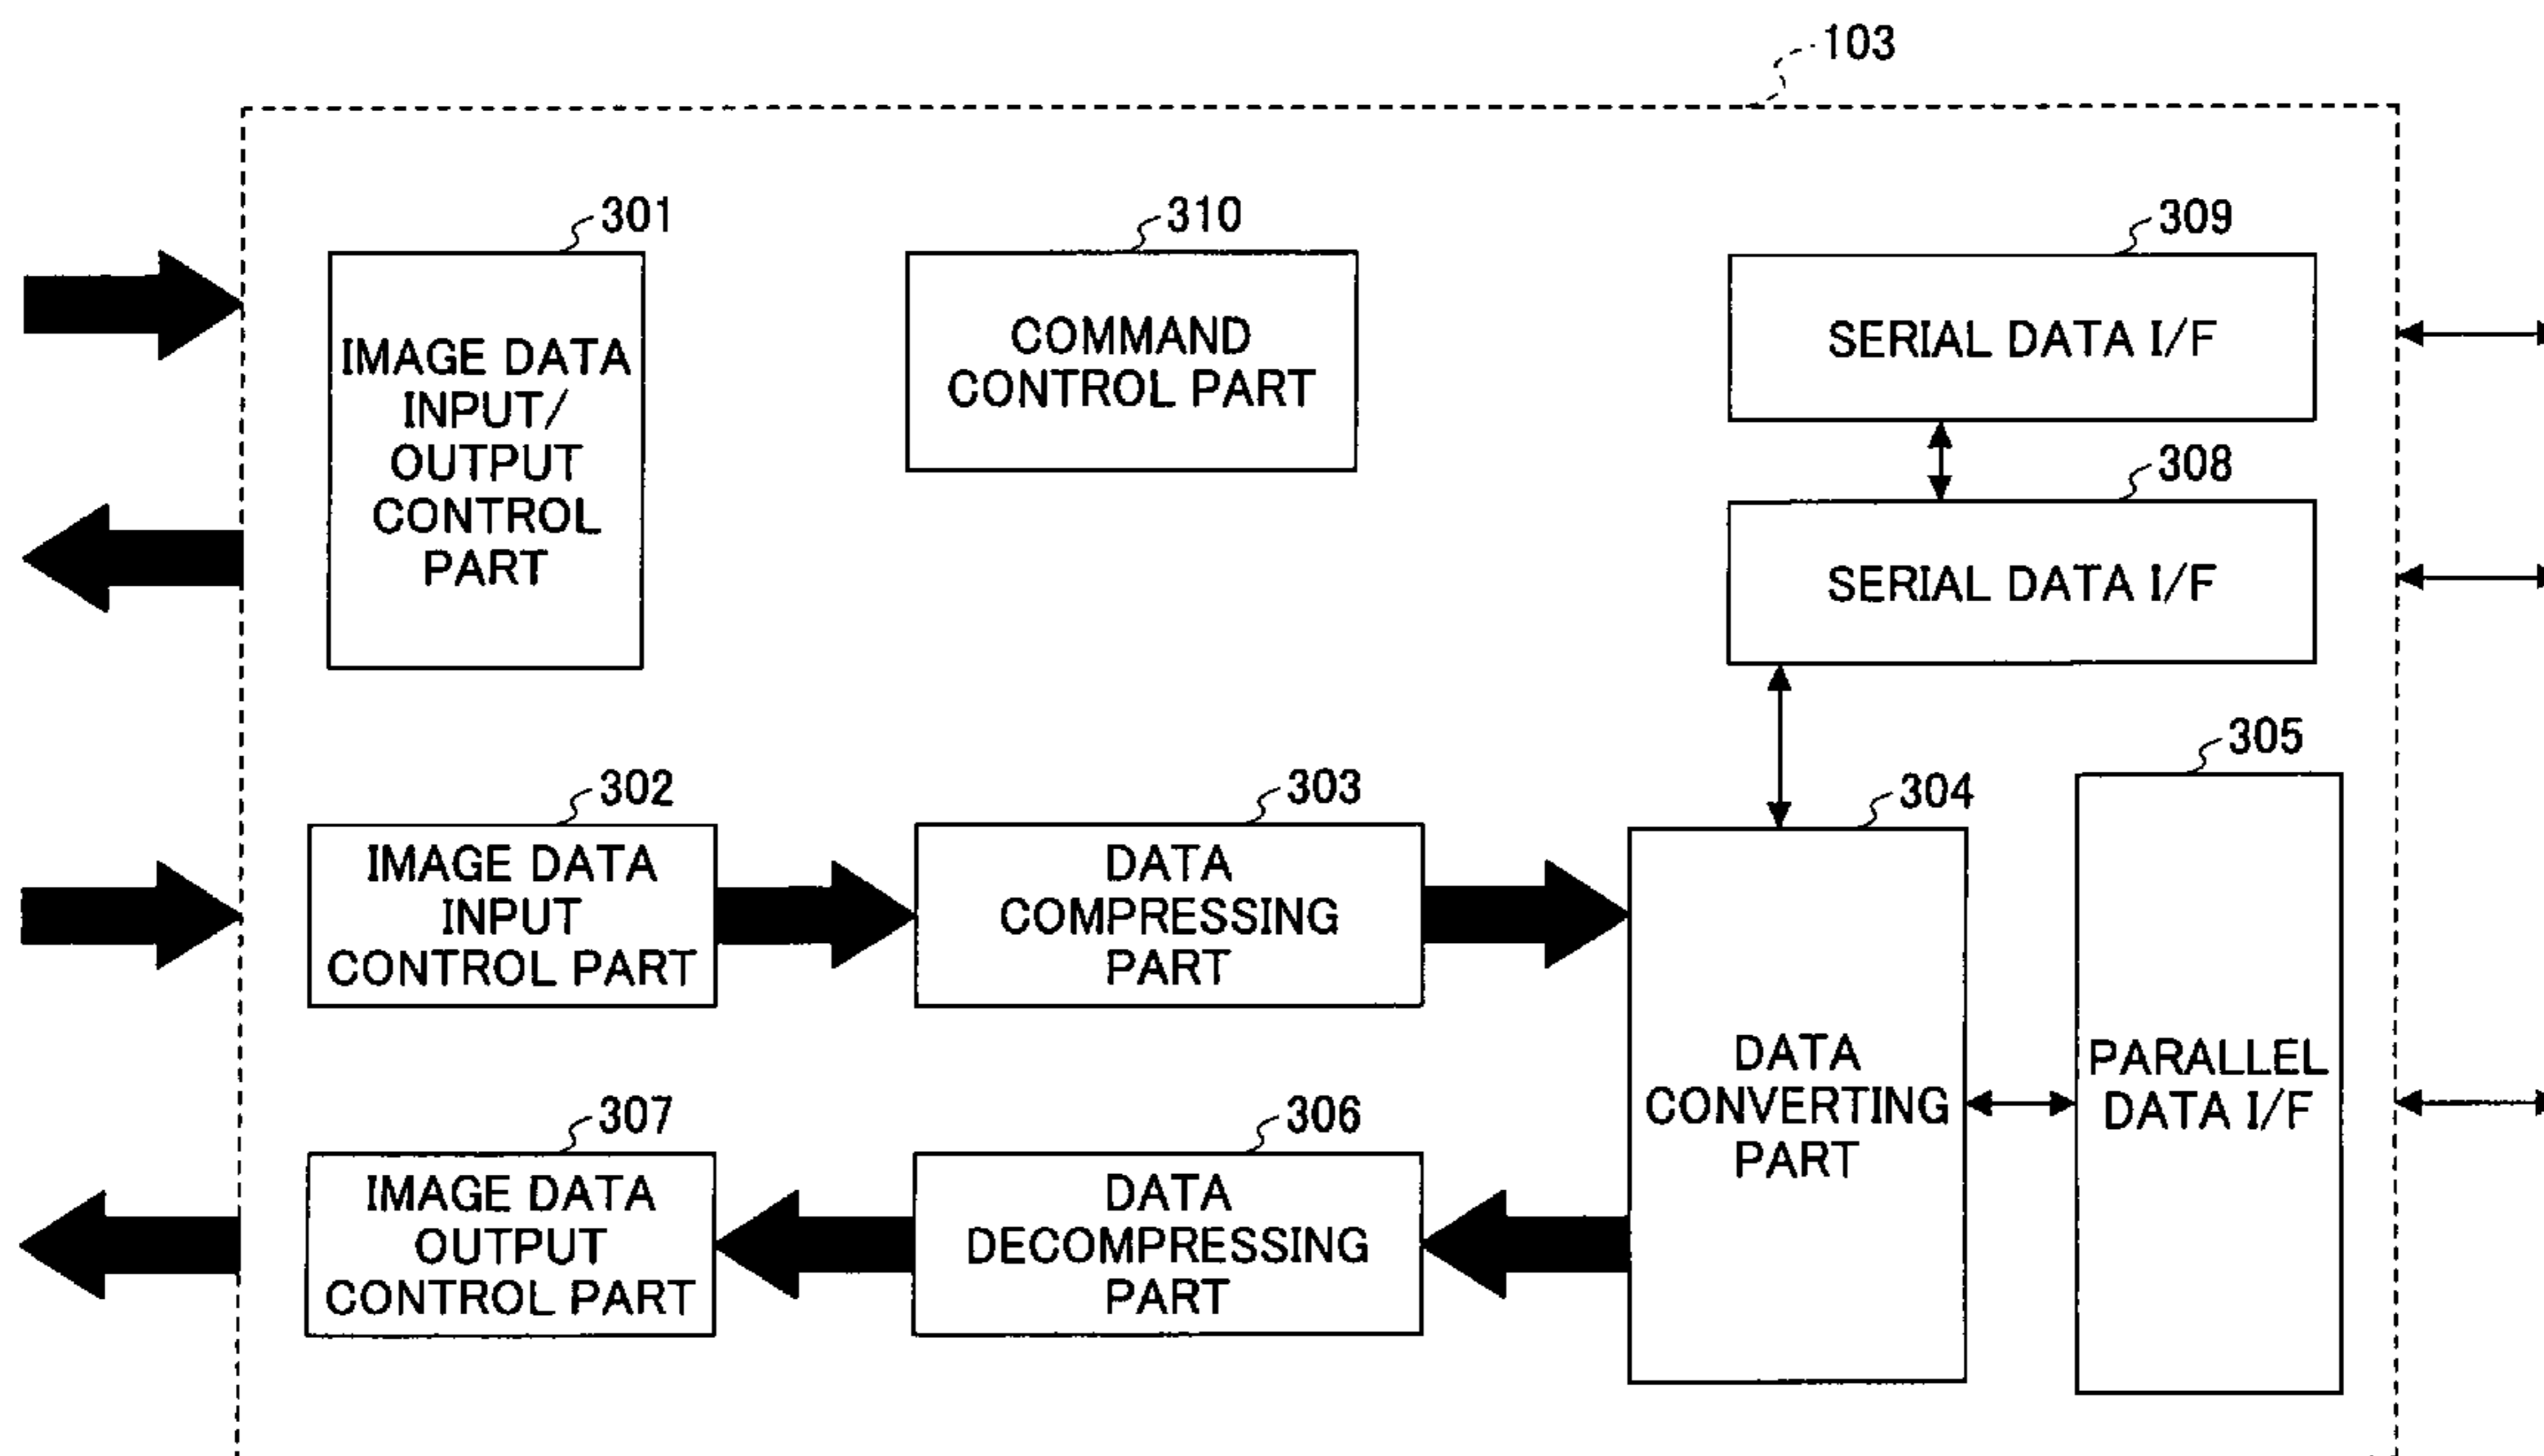 103
301
IMAGE DATA
INPUT/
OUTPUT
CONTROL
PART
310
COMMAND
CONTROL PART
309
SERIAL DATA I/F
308
SERIAL DATA I/F
302
IMAGE DATA
INPUT
CONTROL PART
303
DATA
COMPRESSING
PART
304
DATA
CONVERTING
PART
305
PARALLEL
DATA I/F
307
IMAGE DATA
OUTPUT
CONTROL PART
306
DATA
DECOMPRESSING
PART